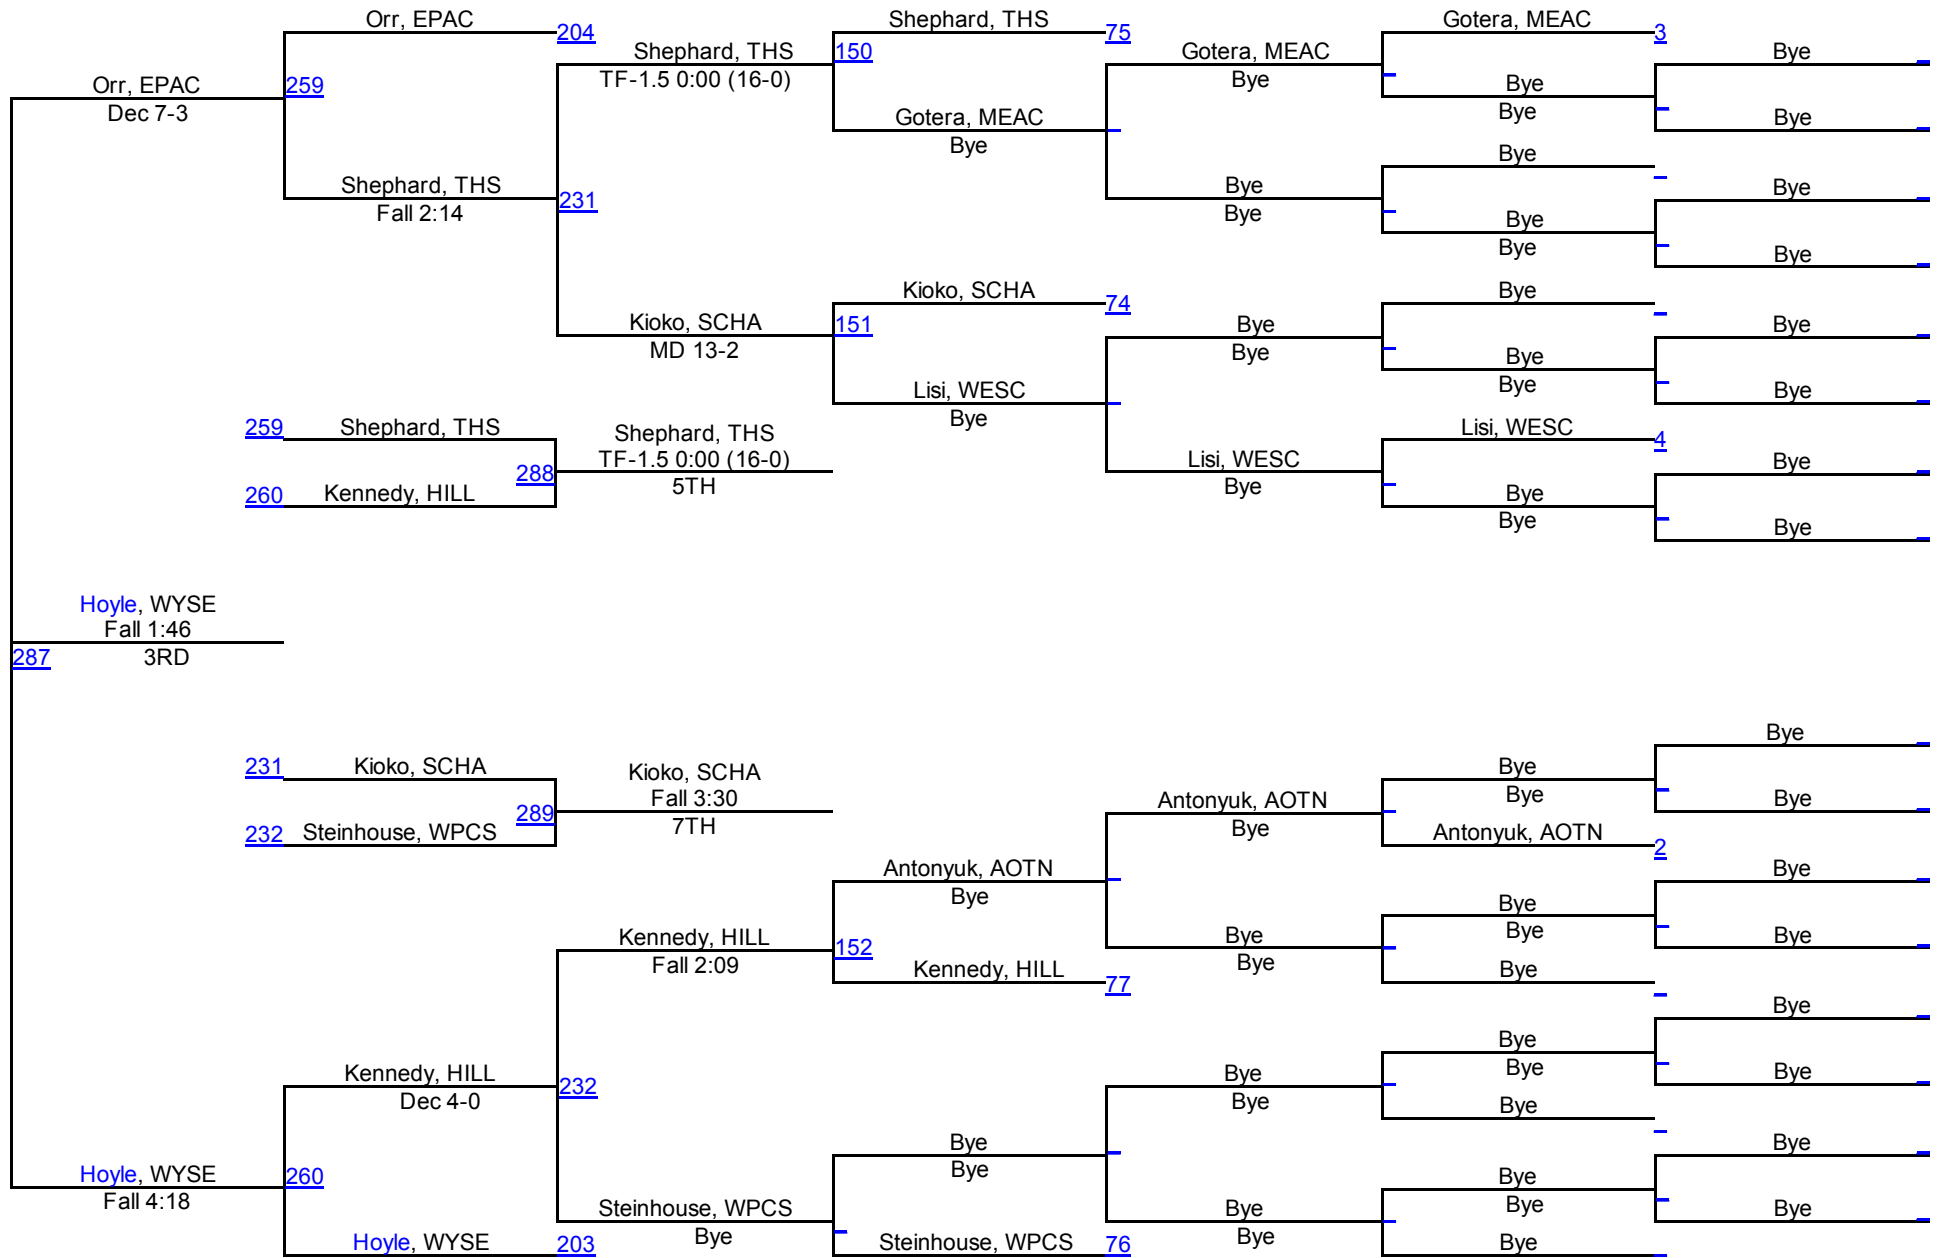 Orr, EPAC
204
Shephard, THS
75
Gotera, MEAC
3
Bye
Shephard, THS
TF-1.5 0:00 (16-0)
150
Gotera, MEAC
Bye
Orr, EPAC
Dec 7-3
259
Bye
Bye
Gotera, MEAC
Bye
Bye
Bye
Shephard, THS
Fall 2:14
231
Bye
Bye
Bye
Bye
Bye
Bye
Kioko, SCHA
74
Bye
Kioko, SCHA
MD 13-2
151
Bye
Bye
Bye
Bye
Bye
Lisi, WESC
Bye
Bye
259
Shephard, THS
Shephard, THS
TF-1.5 0:00 (16-0)
5TH
Lisi, WESC
4
288
Lisi, WESC
Bye
Bye
260
Kennedy, HILL
Bye
Bye
Bye
Hoyle, WYSE
Fall 1:46
3RD
287
Bye
231
Kioko, SCHA
Kioko, SCHA
Fall 3:30
7TH
Bye
Bye
289
Antonyuk, AOTN
Bye
Bye
232
Steinhouse, WPCS
Antonyuk, AOTN
2
Antonyuk, AOTN
Bye
Bye
Bye
Bye
Kennedy, HILL
Fall 2:09
152
Bye
Bye
Bye
Kennedy, HILL
77
Bye
Bye
Bye
Bye
Kennedy, HILL
Dec 4-0
232
Bye
Bye
Bye
Bye
Bye
Bye
Bye
Hoyle, WYSE
Fall 4:18
260
Bye
Bye
Steinhouse, WPCS
Bye
Bye
Bye
Bye
Hoyle, WYSE
203
Steinhouse, WPCS
76
Bye